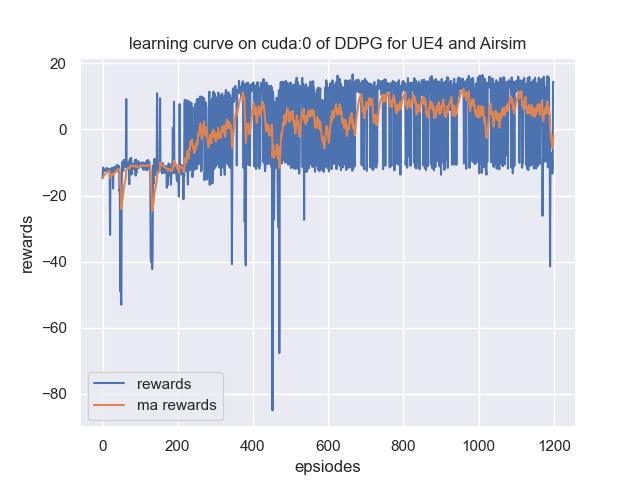 learning curve on cuda:0 of DDPG for UE4 and Airsim
20
0
−20
−40
−60
−80
rewards
rewards
ma rewards
0
200
400
600
800
1000
1200
epsiodes